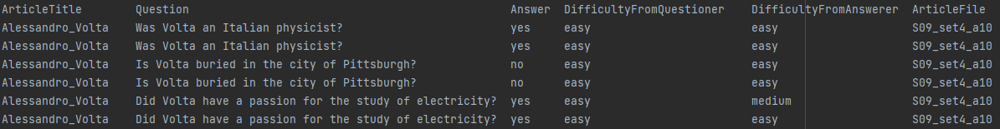 ArticleTitle Question Answer DifficultyFromQuestioner DifficultyFromAnswerer ArticleFile
Alessandro_Volta Was Volta an Italian physicist? yes easy easy S09_set4_a10
Alessandro_Volta Was Volta an Italian physicist? yes easy easy S09_set4_a10
Alessandro_Volta Is Volta buried in the city of Pittsburgh? no easy easy S09_set4_a10
Alessandro_Volta Is Volta buried in the city of Pittsburgh? no easy easy S09_set4_a10
Alessandro_Volta Did Volta have a passion for the study of electricity? yes easy medium S09_set4_a10
Alessandro_Volta Did Volta have a passion for the study of electricity? yes easy easy S09_set4_a10